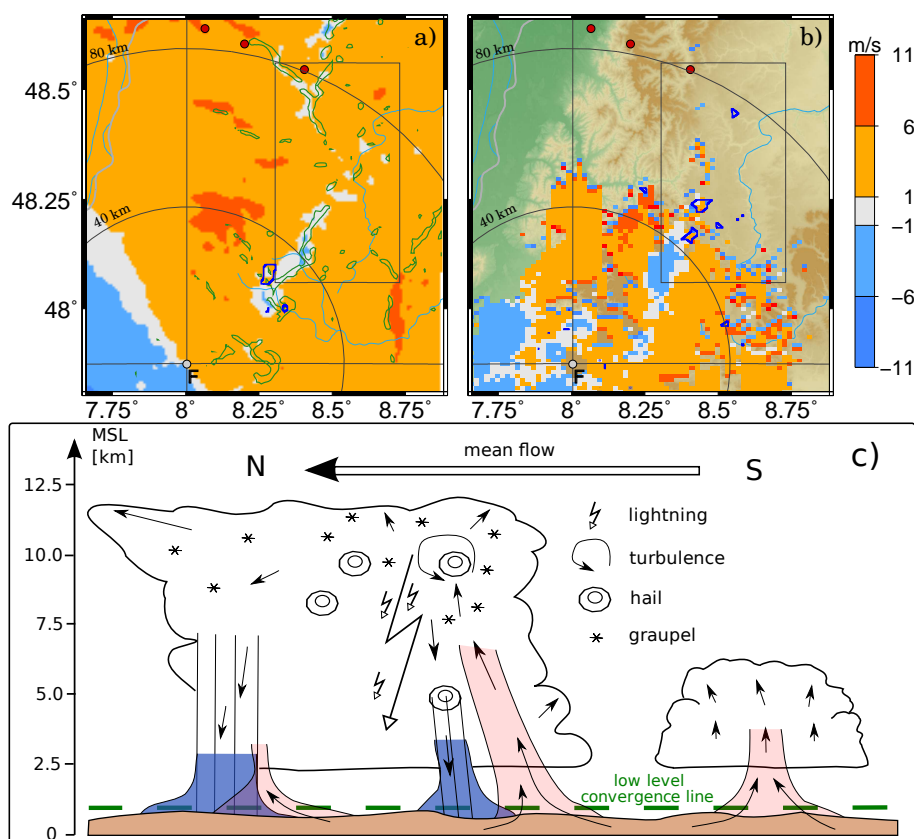 a)
80 km
48.5°
48.25°
40 km
48°
F
7.75° 8° 8.25° 8.5° 8.75°
b)
80 km
40 km
F
7.75° 8° 8.25° 8.5° 8.75°
m/s
11
6
1
−1
−6
−11
c)
MSL
[km]
N
mean flow
S
12.5
10.0
7.5
5.0
2.5
0
lightning
turbulence
hail
graupel
low level
convergence line